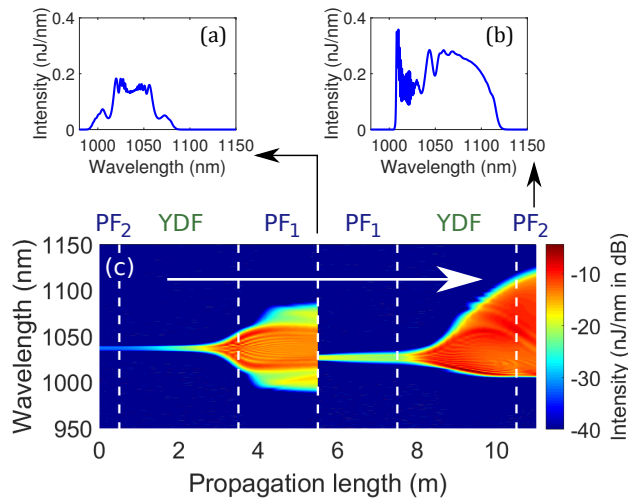 (a)
Intensity (nJ/nm)
0.4
0.2
0
1000 1050 1100 1150
Wavelength (nm)
(b)
Intensity (nJ/nm)
0.4
0.2
0
1000 1050 1100 1150
Wavelength (nm)
PF2 YDF PF1 PF1 YDF PF2
(c)
Wavelength (nm)
1150
1100
1050
1000
950
0 2 4 6 8 10
Propagation length (m)
-10
-20
-30
-40
Intensity (nJ/nm in dB)